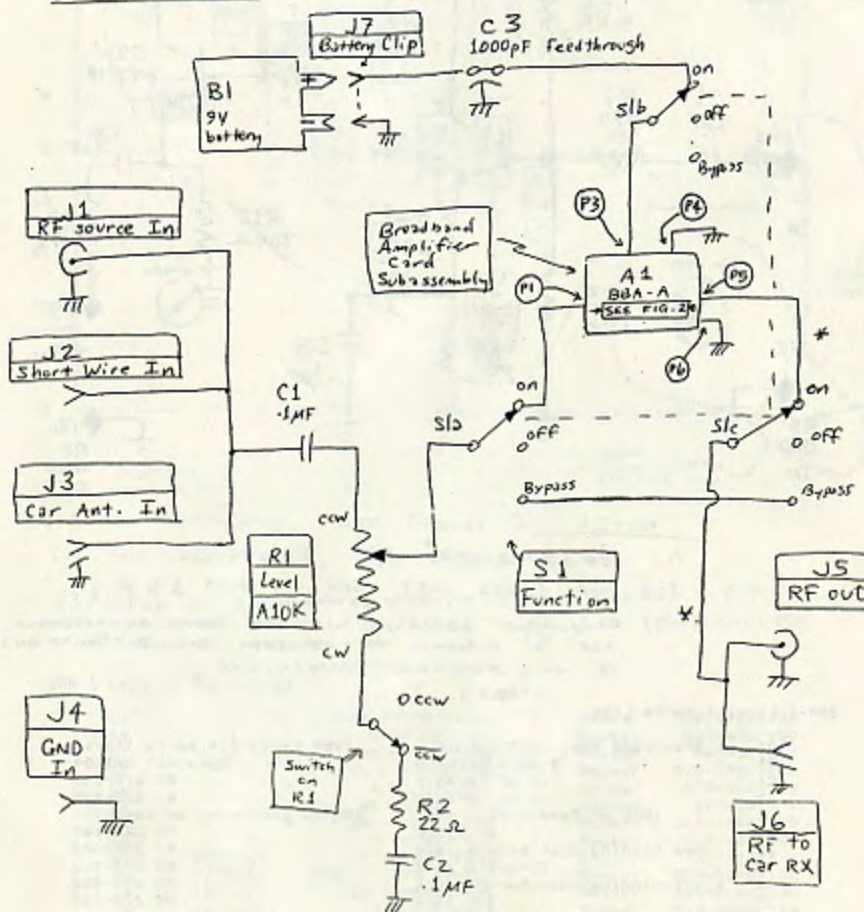 J7
Battery Clip
C3
1000pF feedthrough
B1
9V
battery
on
S1b
off
Bypass
J1
RF source In
Broadband
Amplifier
Card
Subassembly
P3
P4
A1
BBA-A
SEE FIG. 2
P1
P5
P6
*
J2
Short Wire In
C1
.1MF
on
S1a
off
on
S1c
off
J3
Car Ant. In
Bypass
Bypass
CCW
R1
Level
A10K
S1
Function
J5
RF out
*
CW
J4
GND
In
CCW
CCW
Switch
on
R1
R2
22Ω
C2
.1MF
J6
RF to
Car RX